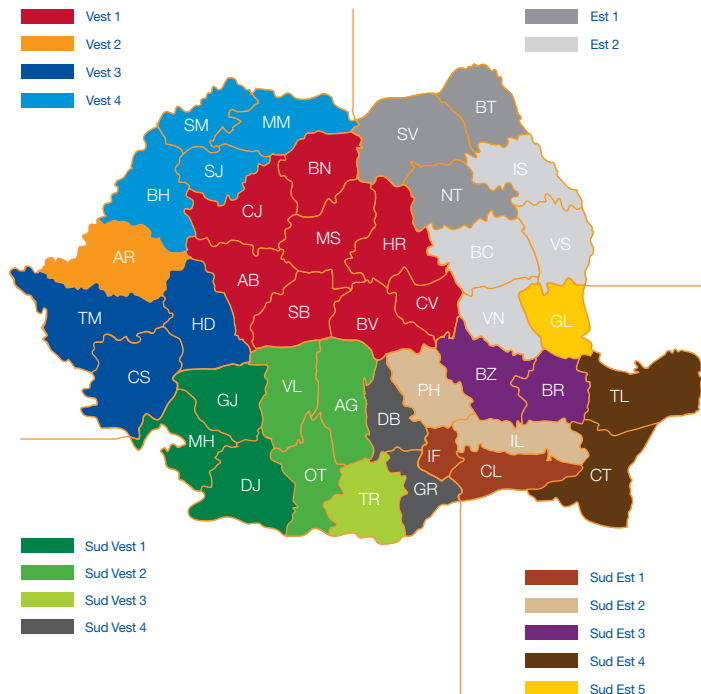 Vest 1
Vest 2
Vest 3
Vest 4
Est 1
Est 2
BT
SM
MM
SV
SJ
BN
IS
BH
NT
CJ
MS
HR
VS
BC
AR
AB
CV
SB
TM
HD
BV
VN
GL
CS
BZ
VL
PH
BR
TL
GJ
AG
DB
MH
IF
IL
CL
CT
OT
DJ
TR
GR
Sud Vest 1
Sud Vest 2
Sud Vest 3
Sud Vest 4
Sud Est 1
Sud Est 2
Sud Est 3
Sud Est 4
Sud Est 5